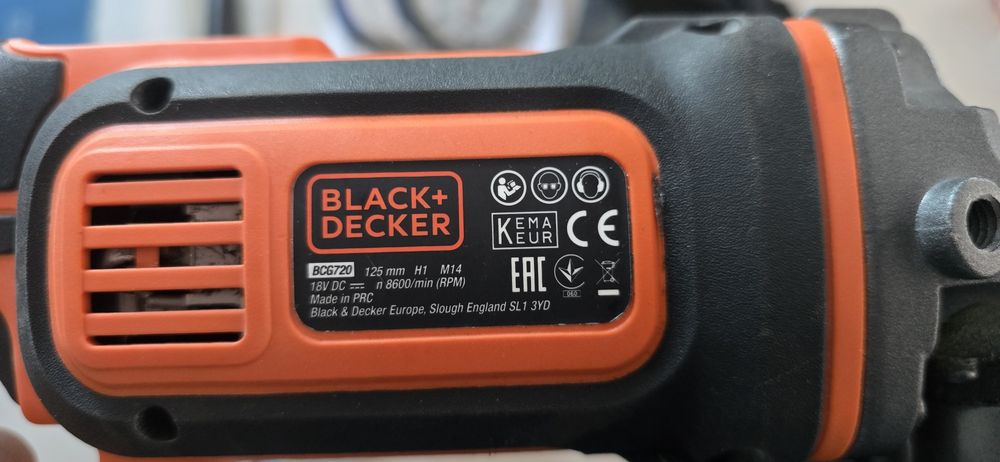 BLACK+
DECKER
BCG720 125 mm H1 M14
18V DC n 8600/min (RPM)
Made in PRC
Black & Decker Europe, Slough England SL1 3YD
KEMA
KEUR
CE
EAC